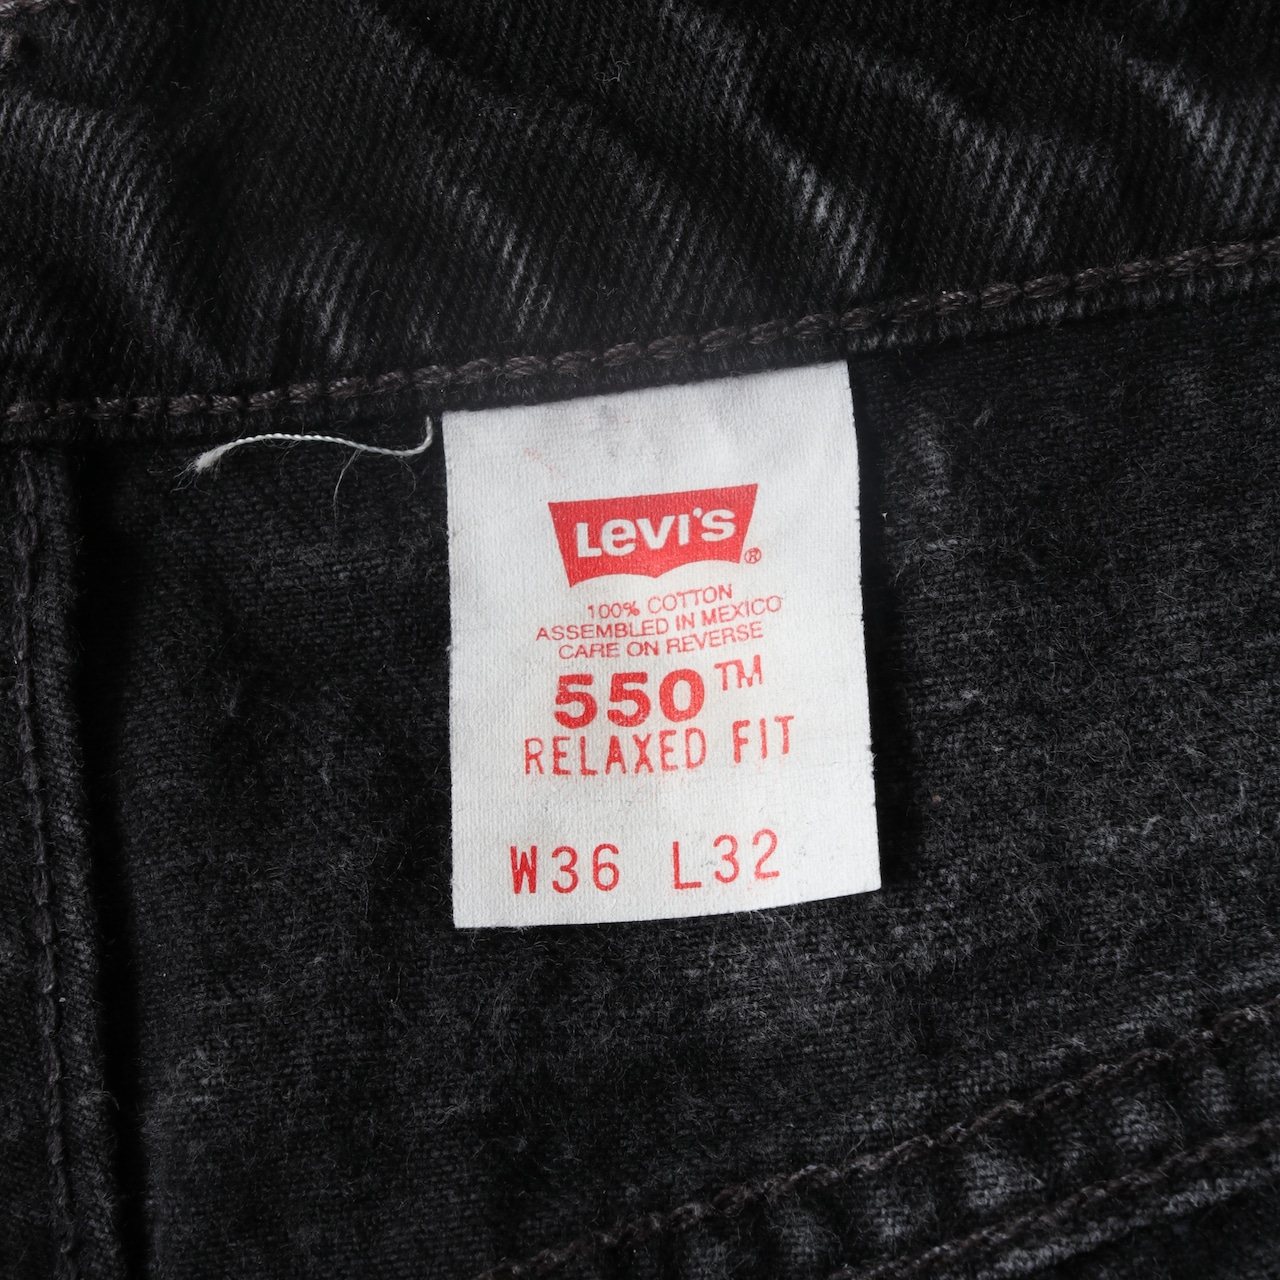 Levi's®
100% COTTON
ASSEMBLED IN MEXICO
CARE ON REVERSE
550™
RELAXED FIT
W36 L32